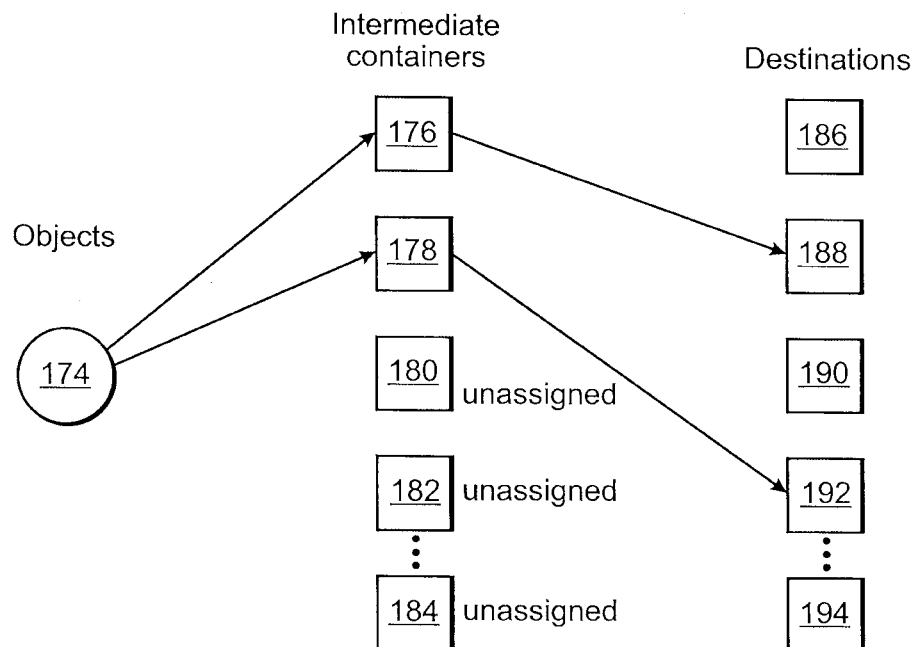 Intermediate
containers
Destinations
176
186
Objects
178
188
174
180
unassigned
190
182
unassigned
192
184
unassigned
194